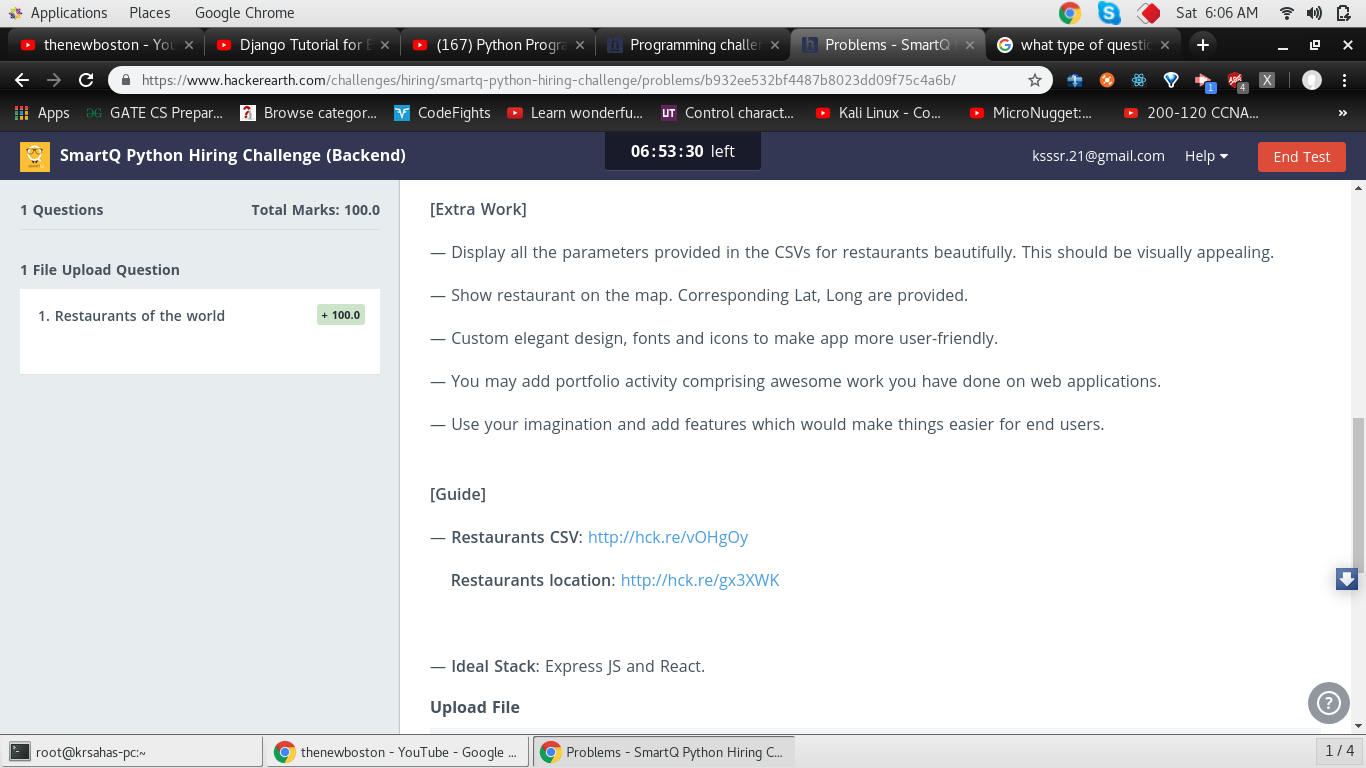 Applications Places Google Chrome Sat 6:06 AM
thenewboston - You Django Tutorial for B (167) Python Progra Programming challe Problems - SmartQ what type of questi
https://www.hackerearth.com/challenges/hiring/smartq-python-hiring-challenge/problems/b932ee532bf4487b8023dd09f75c4a6b/ 1 4 X
Apps GATE CS Prepar... Browse categor... CodeFights Learn wonderfu... UT Control charact... Kali Linux - Co... MicroNugget:... 200-120 CCNA... »
SmartQ Python Hiring Challenge (Backend) 06:53:30 left ksssr.21@gmail.com Help End Test
1 Questions Total Marks: 100.0
1 File Upload Question
1. Restaurants of the world + 100.0
[Extra Work]
— Display all the parameters provided in the CSVs for restaurants beautifully. This should be visually appealing.
— Show restaurant on the map. Corresponding Lat, Long are provided.
— Custom elegant design, fonts and icons to make app more user-friendly.
— You may add portfolio activity comprising awesome work you have done on web applications.
— Use your imagination and add features which would make things easier for end users.
[Guide]
— Restaurants CSV: http://hck.re/vOHgOy
Restaurants location: http://hck.re/gx3XWK
— Ideal Stack: Express JS and React.
Upload File
?
root@krsahas-pc:~ thenewboston - YouTube - Google ... Problems - SmartQ Python Hiring C... 1 / 4